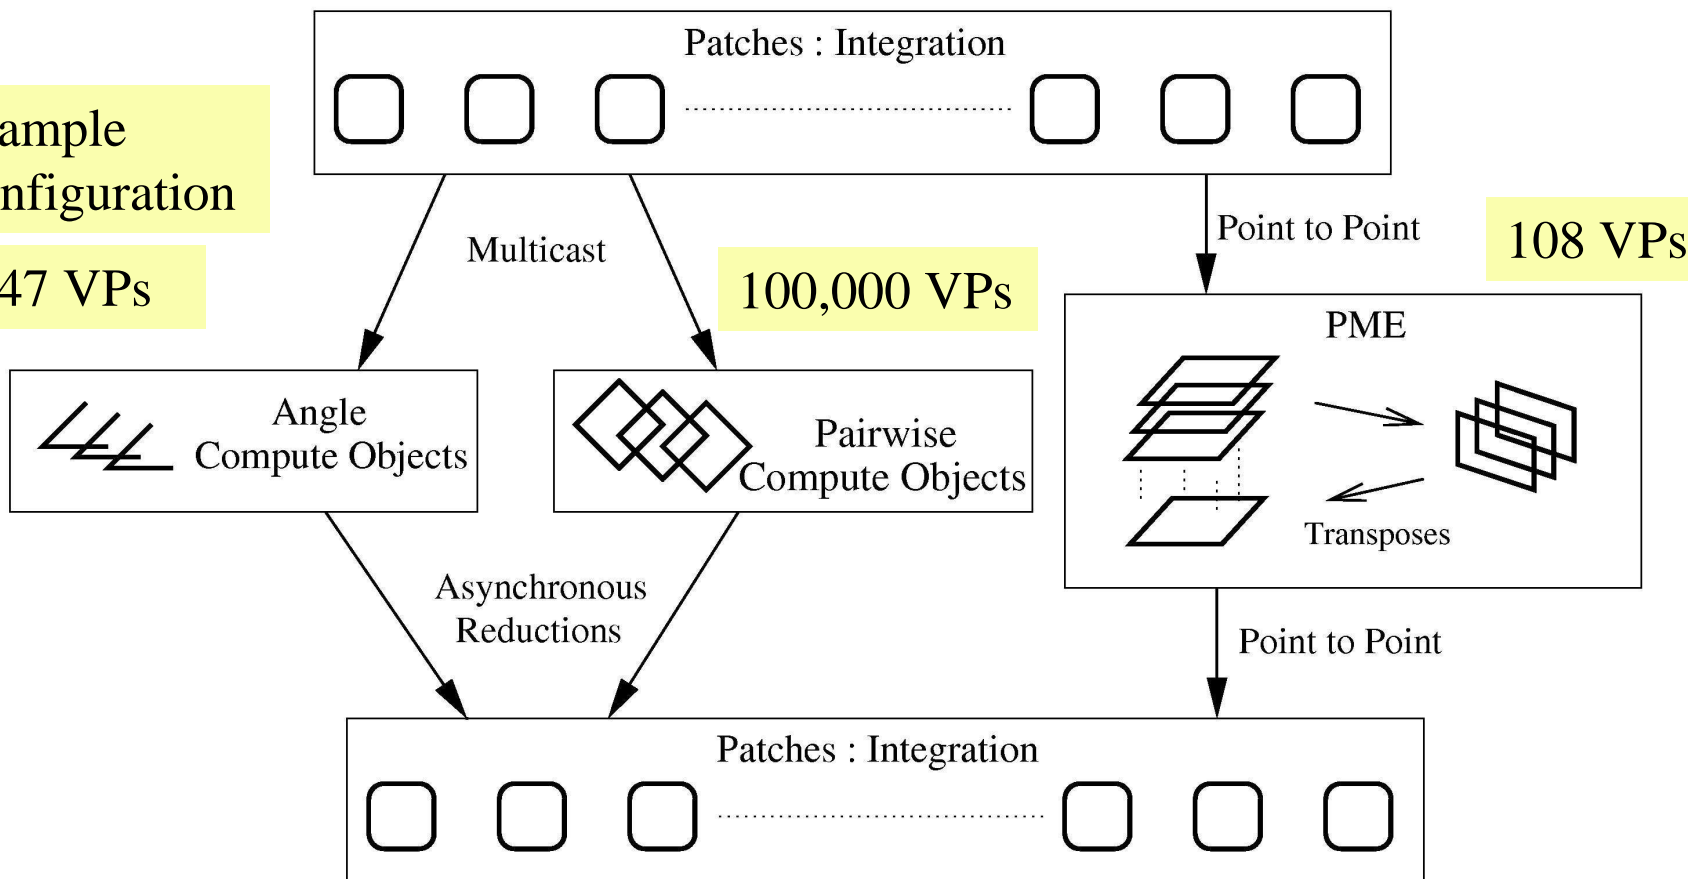 Patches : Integration
ample
nfiguration
Multicast
Point to Point
108 VPs
47 VPs
100,000 VPs
PME
Angle
Compute Objects
Pairwise
Compute Objects
Transposes
Asynchronous
Reductions
Point to Point
Patches : Integration